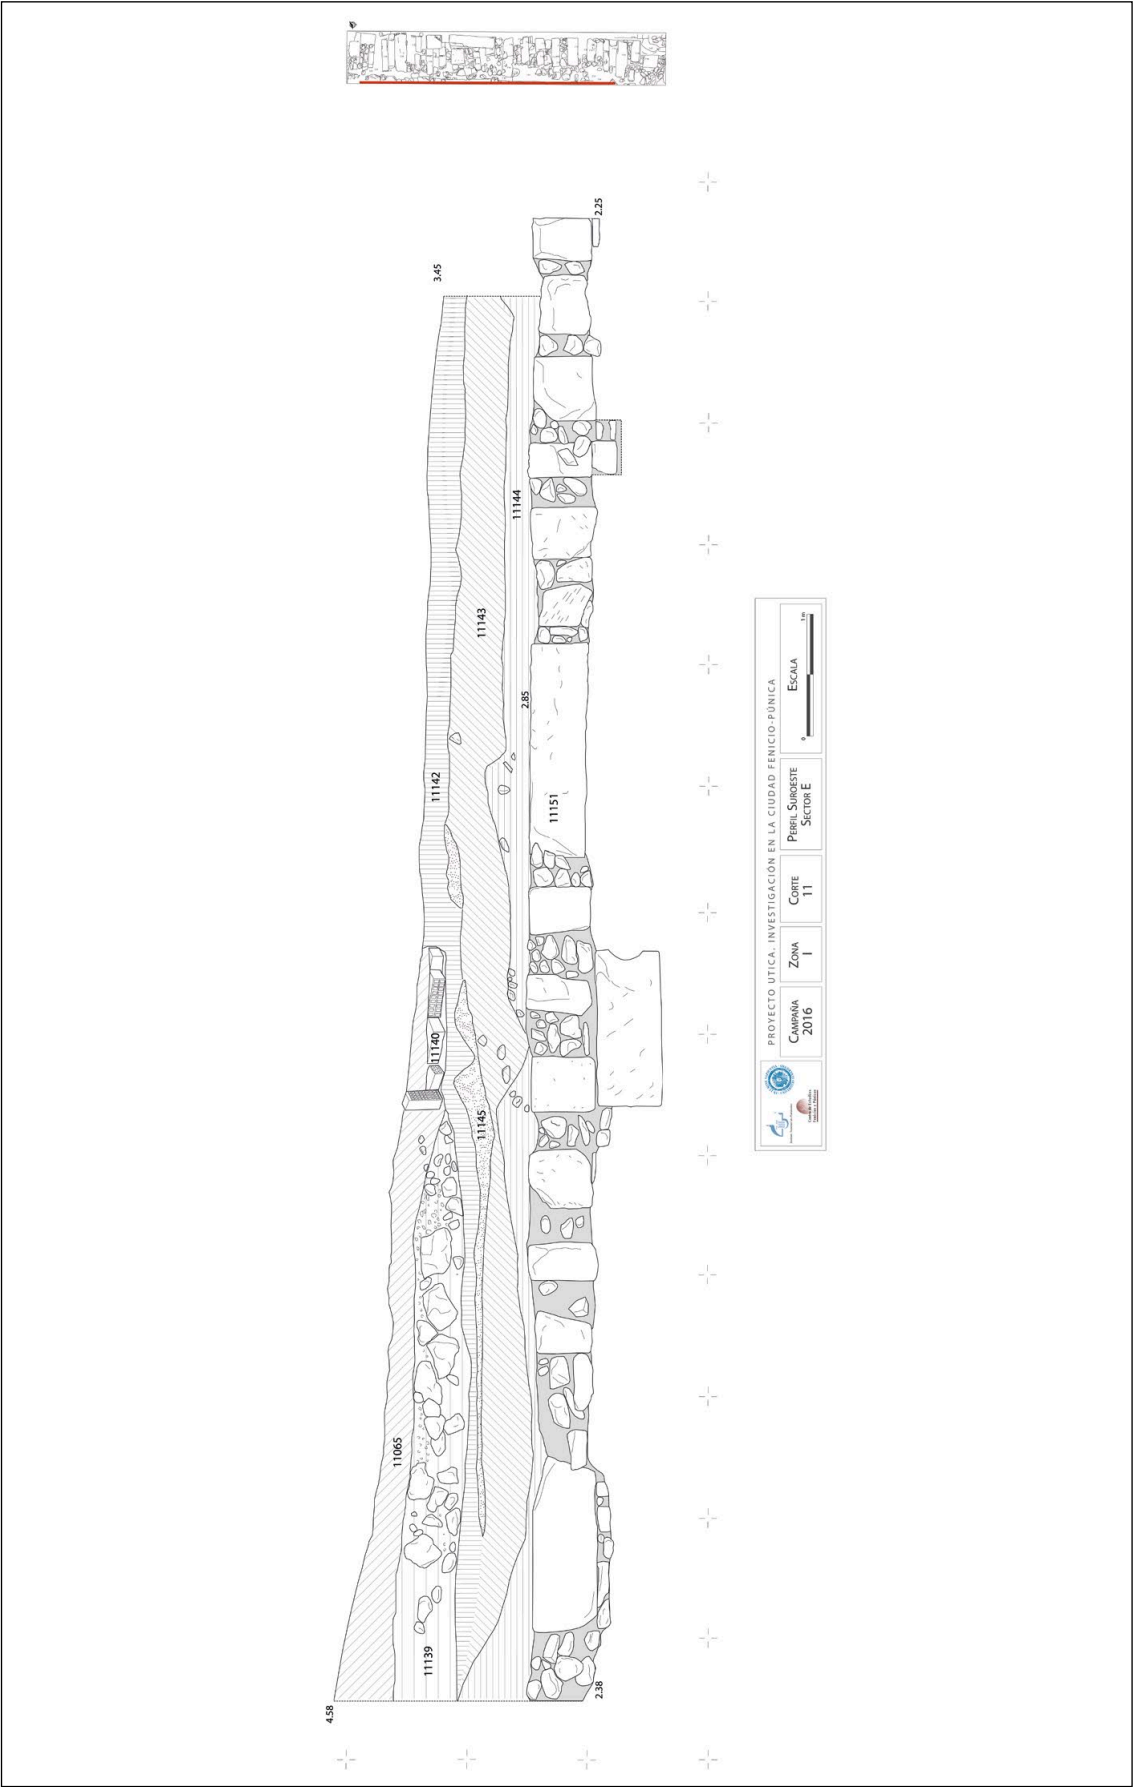 4.58
3.45
2.25
2.38
2.85
11065
11139
11140
11142
11143
11144
11145
11151
PROYECTO UTICA. INVESTIGACIÓN EN LA CIUDAD FENICIO-PÚNICA
CAMPAÑA
2016
ZONA
I
CORTE
11
PERFIL SUROESTE
SECTOR E
ESCALA
0
1 m